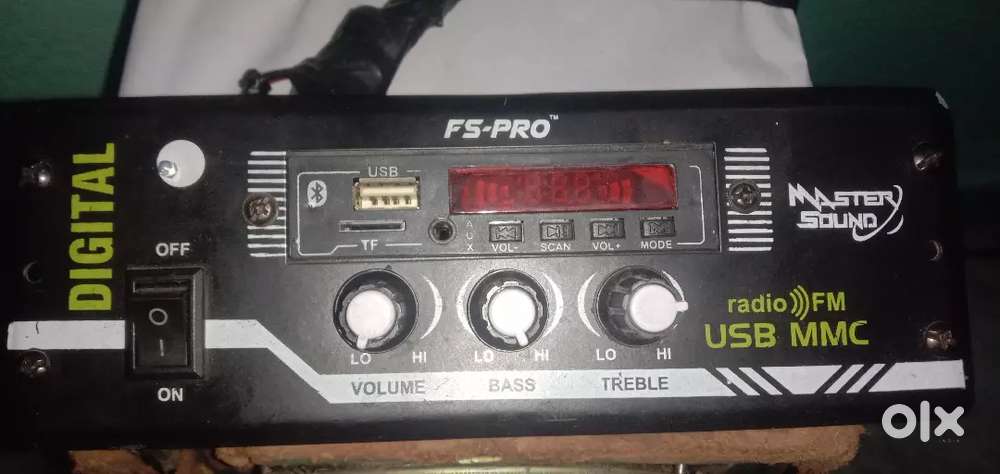 FS-PRO™
DIGITAL
USB
TF
AUX
VOL-
SCAN
VOL+
MODE
MASTER
SOUND
OFF
O
I
ON
LO HI
LO HI
LO HI
VOLUME
BASS
TREBLE
radio FM
USB MMC
olx